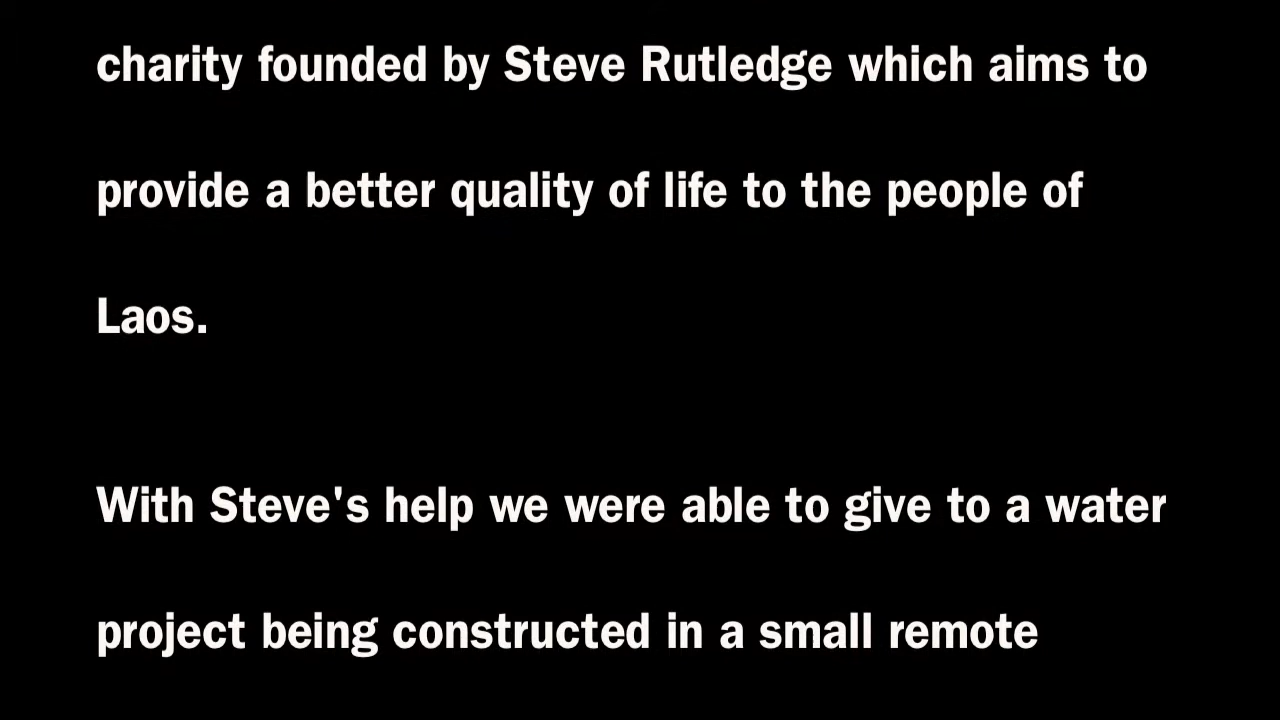 charity founded by Steve Rutledge which aims to
provide a better quality of life to the people of
Laos.
With Steve's help we were able to give to a water
project being constructed in a small remote